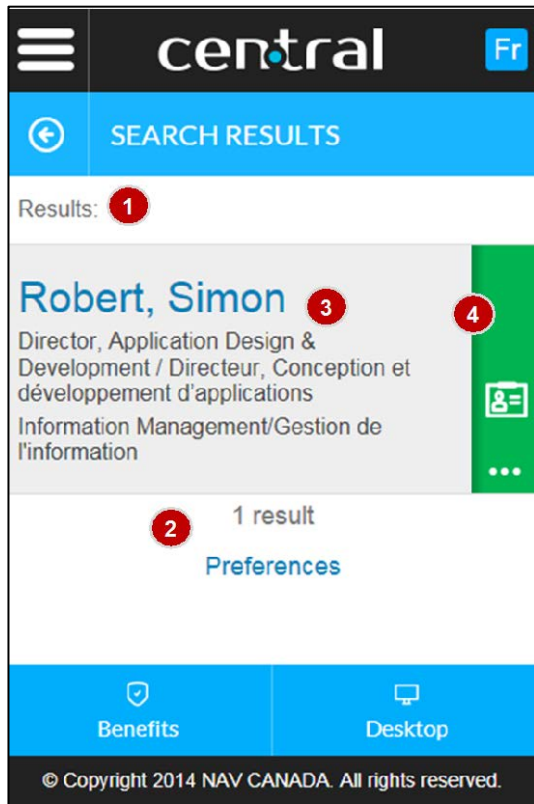 central
Fr
SEARCH RESULTS
Results: 1
Robert, Simon 3
4
Director, Application Design &
Development / Directeur, Conception et
développement d'applications
Information Management/Gestion de
l'information
1 result
2
Preferences
Benefits Desktop
© Copyright 2014 NAV CANADA. All rights reserved.